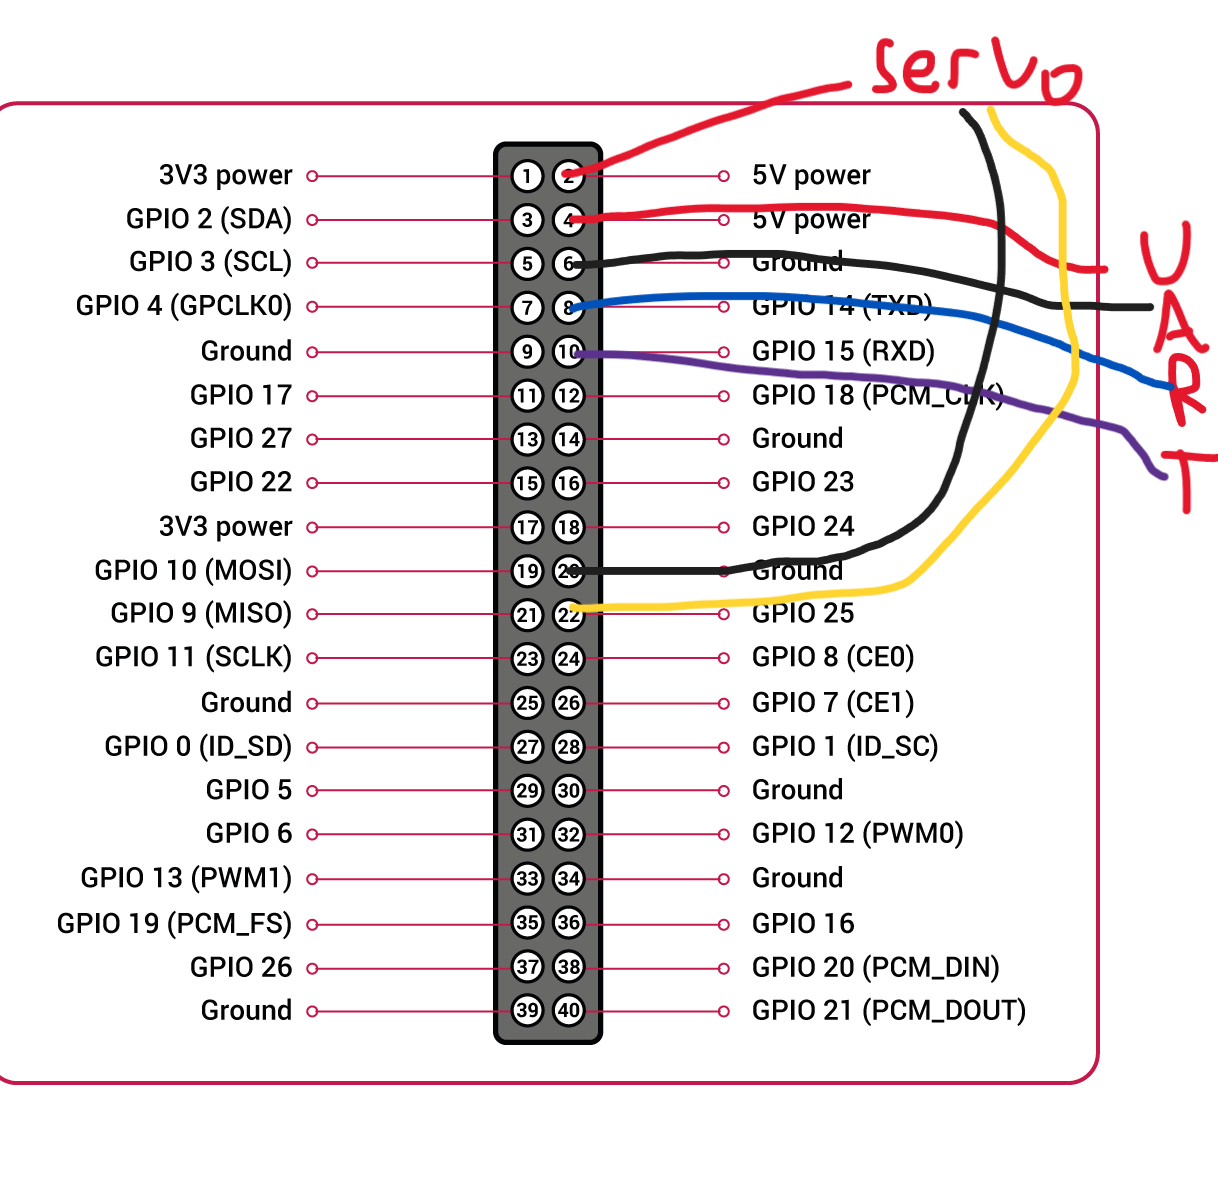 servo
3V3 power 1 2 5V power
GPIO 2 (SDA) 3 4 5V power
GPIO 3 (SCL) 5 6 Ground
GPIO 4 (GPCLK0) 7 8 GPIO 14 (TXD)
Ground 9 10 GPIO 15 (RXD)
GPIO 17 11 12 GPIO 18 (PCM_CLK)
GPIO 27 13 14 Ground
GPIO 22 15 16 GPIO 23
3V3 power 17 18 GPIO 24
GPIO 10 (MOSI) 19 20 Ground
GPIO 9 (MISO) 21 22 GPIO 25
GPIO 11 (SCLK) 23 24 GPIO 8 (CE0)
Ground 25 26 GPIO 7 (CE1)
GPIO 0 (ID_SD) 27 28 GPIO 1 (ID_SC)
GPIO 5 29 30 Ground
GPIO 6 31 32 GPIO 12 (PWM0)
GPIO 13 (PWM1) 33 34 Ground
GPIO 19 (PCM_FS) 35 36 GPIO 16
GPIO 26 37 38 GPIO 20 (PCM_DIN)
Ground 39 40 GPIO 21 (PCM_DOUT)
U
A
R
T